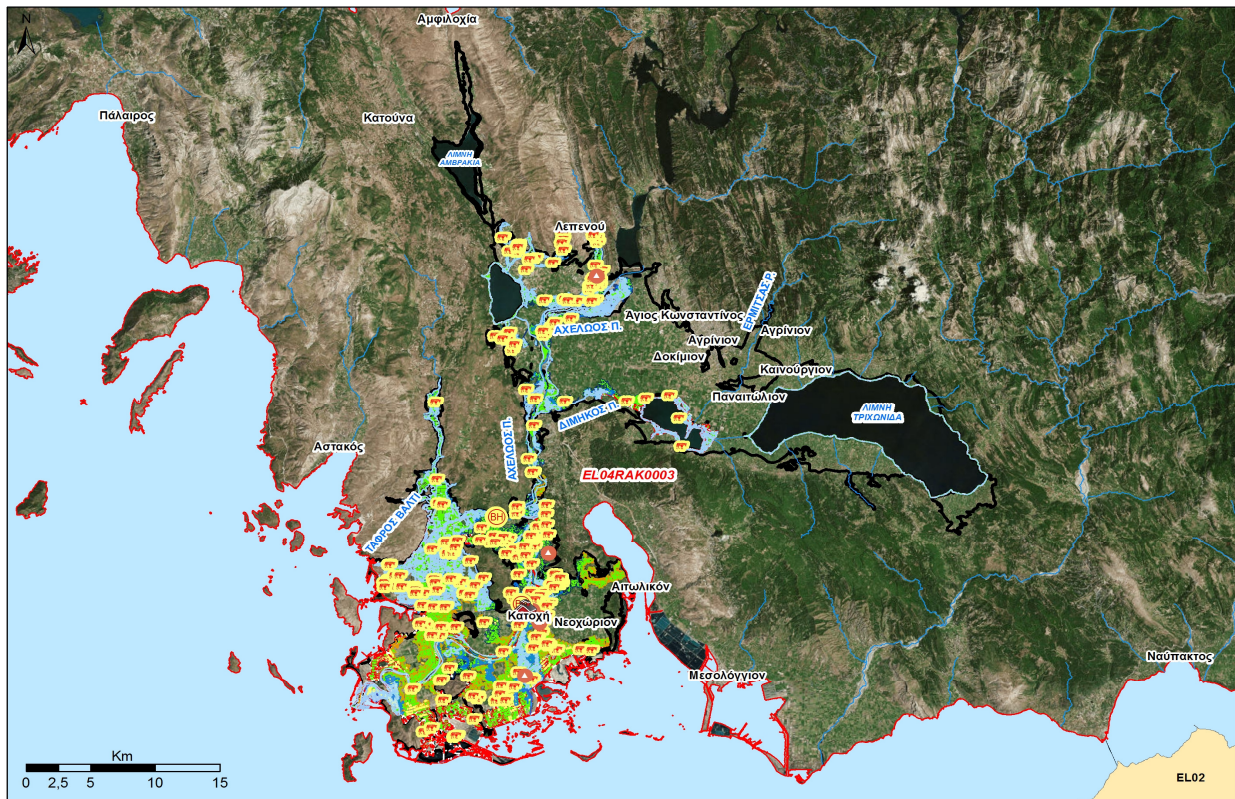 N
Αμφιλοχία
Πάλαιρος
Κατούνα
ΛΙΜΝΗ
ΑΜΒΡΑΚΙΑ
Λεπενού
Άγιος Κωνσταντίνος
ΕΡΜΙΤΣΑΣ Ρ.
ΑΧΕΛΩΟΣ Π.
Αγρίνιον
Αγρίνιον
Δοκίμιον
Καινούργιον
Παναιτώλιον
ΔΙΜΗΚΟΣ Π.
ΛΙΜΝΗ
ΤΡΙΧΩΝΙΔΑ
Αστακός
ΑΧΕΛΩΟΣ Π.
EL04RAK0003
ΤΑΦΡΟΣ ΒΑΛΤΙ
ΒΗ
Αιτωλικόν
Κατοχή
Νεοχώριον
Μεσολόγγιον
Ναύπακτος
Km
0 2,5 5 10 15
EL02